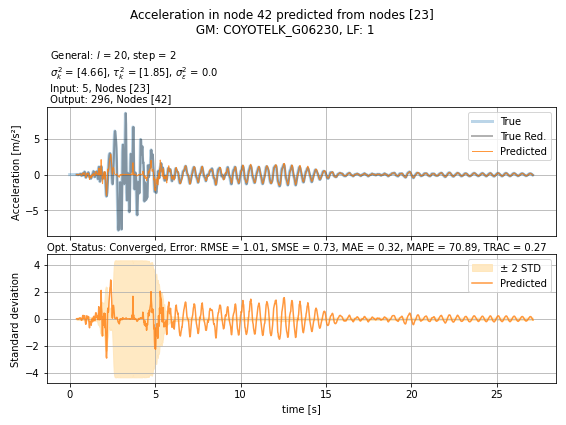 Acceleration in node 42 predicted from nodes [23]
GM: COYOTELK_G06230, LF: 1
General: l = 20, step = 2
σ²ₖ = [4.66], τ²ₖ = [1.85], σ²ₑ = 0.0
Input: 5, Nodes [23]
Output: 296, Nodes [42]
Acceleration [m/s²]
5
0
−5
True
True Red.
Predicted
Opt. Status: Converged, Error: RMSE = 1.01, SMSE = 0.73, MAE = 0.32, MAPE = 70.89, TRAC = 0.27
Standard deviation
4
2
0
−2
−4
± 2 STD
Predicted
0 5 10 15 20 25
time [s]